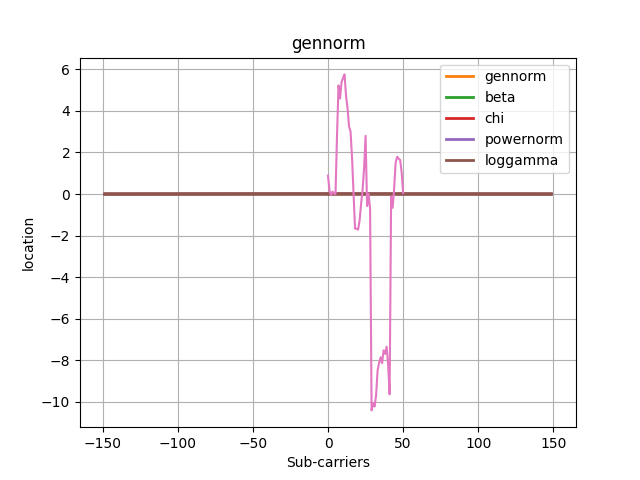 gennorm
6
4
2
0
−2
−4
−6
−8
−10
location
gennorm
beta
chi
powernorm
loggamma
−150 −100 −50 0 50 100 150
Sub-carriers